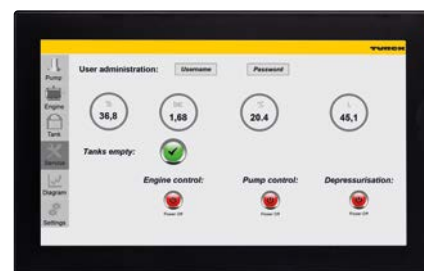 TURCK
User administration: Username Password
Pump
Engine
Tank
Service
Diagram
Settings
36,8 1,68 20.4 45,1
Tanks empty:
Engine control: Pump control: Depressurisation:
Power Off Power Off Power Off